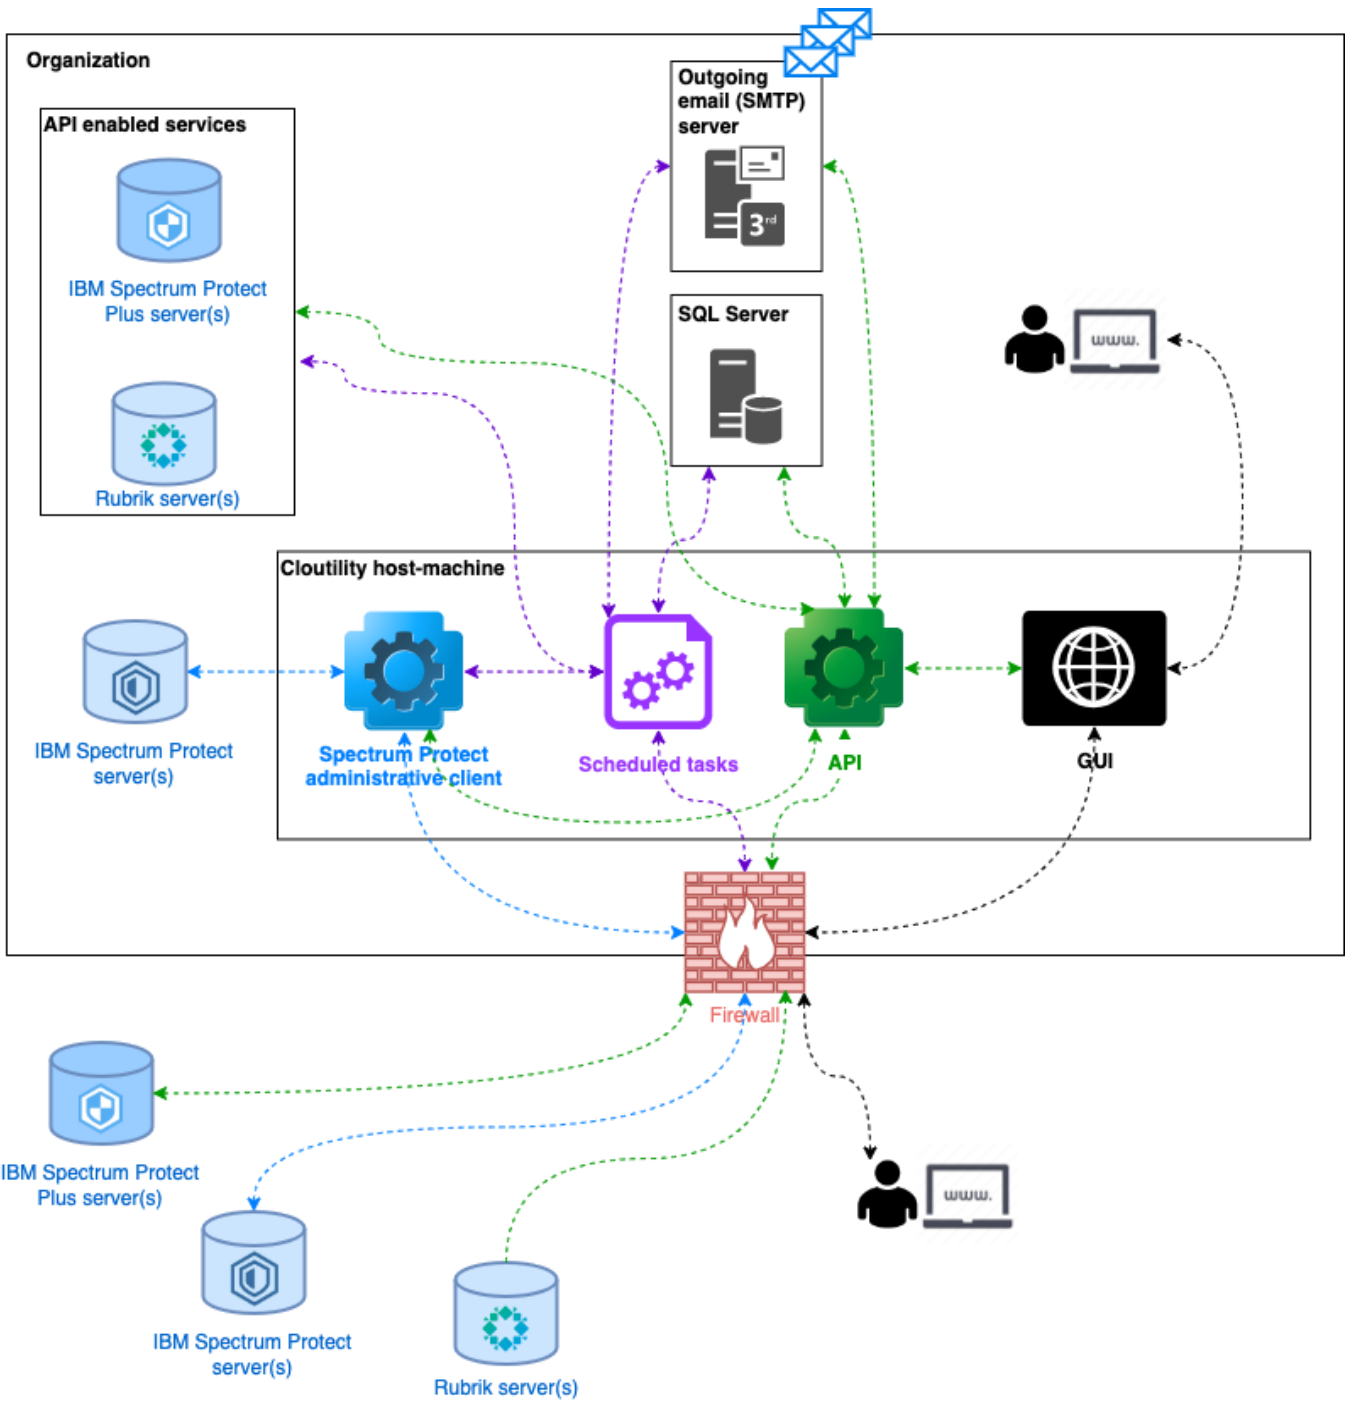 Organization
Outgoing
email (SMTP)
server
3rd
API enabled services
IBM Spectrum Protect
Plus server(s)
Rubrik server(s)
SQL Server
www.
Cloutility host-machine
IBM Spectrum Protect
server(s)
Spectrum Protect
administrative client
Scheduled tasks
API
GUI
Firewall
IBM Spectrum Protect
Plus server(s)
www.
IBM Spectrum Protect
server(s)
Rubrik server(s)